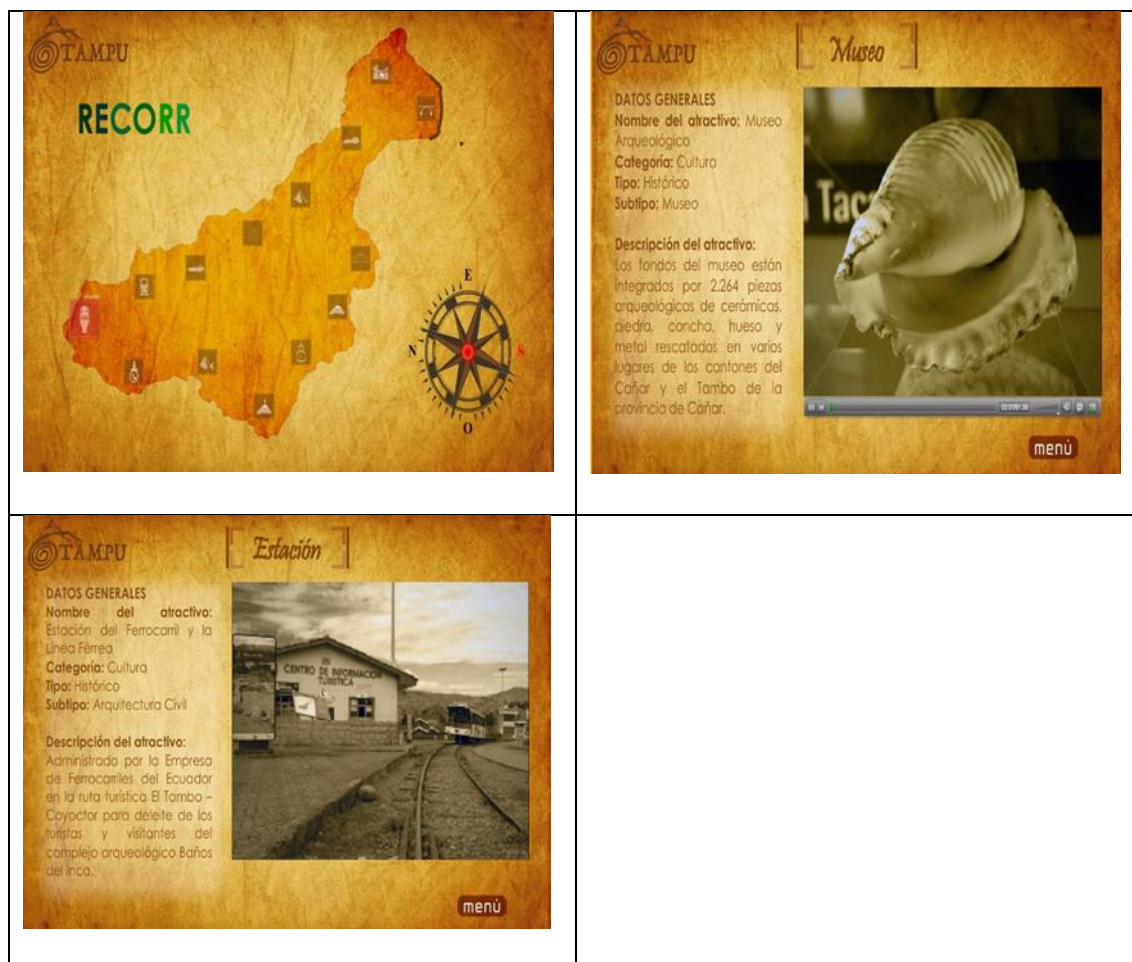 TAMPU
RECORR
E
N
S
O
TAMPU
Museo
DATOS GENERALES
Nombre del atractivo: Museo
Arqueológico
Categoría: Cultura
Tipo: Histórico
Subtipo: Museo
Descripción del atractivo:
Los fondos del museo están
integrados por 2.264 piezas
arqueológicas de cerámicas,
piedra, concha, hueso y
metal rescatados en varios
lugares de los cantones del
Cañar y el Tambo de la
provincia de Cañar.
Tac
menú
TAMPU
Estación
DATOS GENERALES
Nombre del atractivo:
Estación del Ferrocarril y la
Línea Férrea
Categoría: Cultura
Tipo: Histórico
Subtipo: Arquitectura Civil
Descripción del atractivo:
Administrado por la Empresa
de Ferrocarriles del Ecuador
en la ruta turística El Tambo –
Coyoctor para deleite de los
turistas y visitantes del
complejo arqueológico Baños
del Inca.
CENTRO DE INFORMACION
TURISTICA
menú